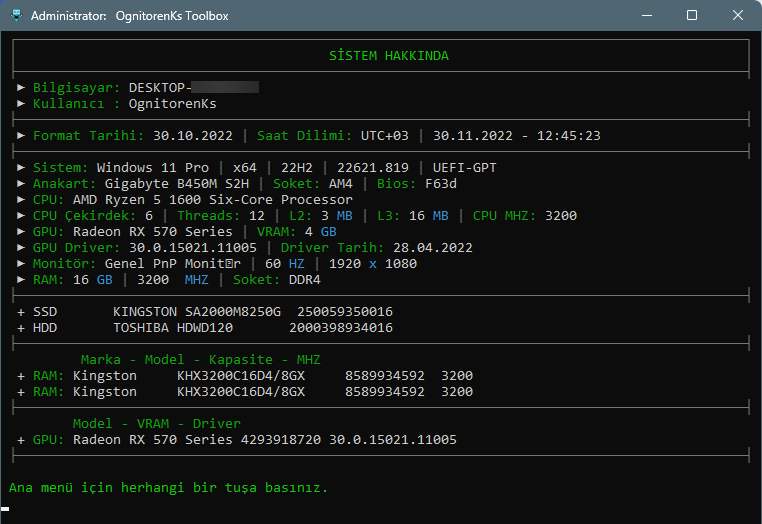 Administrator: OgnitorenKs Toolbox
SİSTEM HAKKINDA
► Bilgisayar: DESKTOP-
► Kullanıcı : OgnitorenKs
► Format Tarihi: 30.10.2022 | Saat Dilimi: UTC+03 | 30.11.2022 - 12:45:23
► Sistem: Windows 11 Pro | x64 | 22H2 | 22621.819 | UEFI-GPT
► Anakart: Gigabyte B450M S2H | Soket: AM4 | Bios: F63d
► CPU: AMD Ryzen 5 1600 Six-Core Processor
► CPU Çekirdek: 6 | Threads: 12 | L2: 3 MB | L3: 16 MB | CPU MHZ: 3200
► GPU: Radeon RX 570 Series | VRAM: 4 GB
► GPU Driver: 30.0.15021.11005 | Driver Tarih: 28.04.2022
► Monitör: Genel PnP Monit⍰r | 60 HZ | 1920 x 1080
► RAM: 16 GB | 3200 MHZ | Soket: DDR4
+ SSD KINGSTON SA2000M8250G 250059350016
+ HDD TOSHIBA HDWD120 2000398934016
Marka - Model - Kapasite - MHZ
+ RAM: Kingston KHX3200C16D4/8GX 8589934592 3200
+ RAM: Kingston KHX3200C16D4/8GX 8589934592 3200
Model - VRAM - Driver
+ GPU: Radeon RX 570 Series 4293918720 30.0.15021.11005
Ana menü için herhangi bir tuşa basınız.